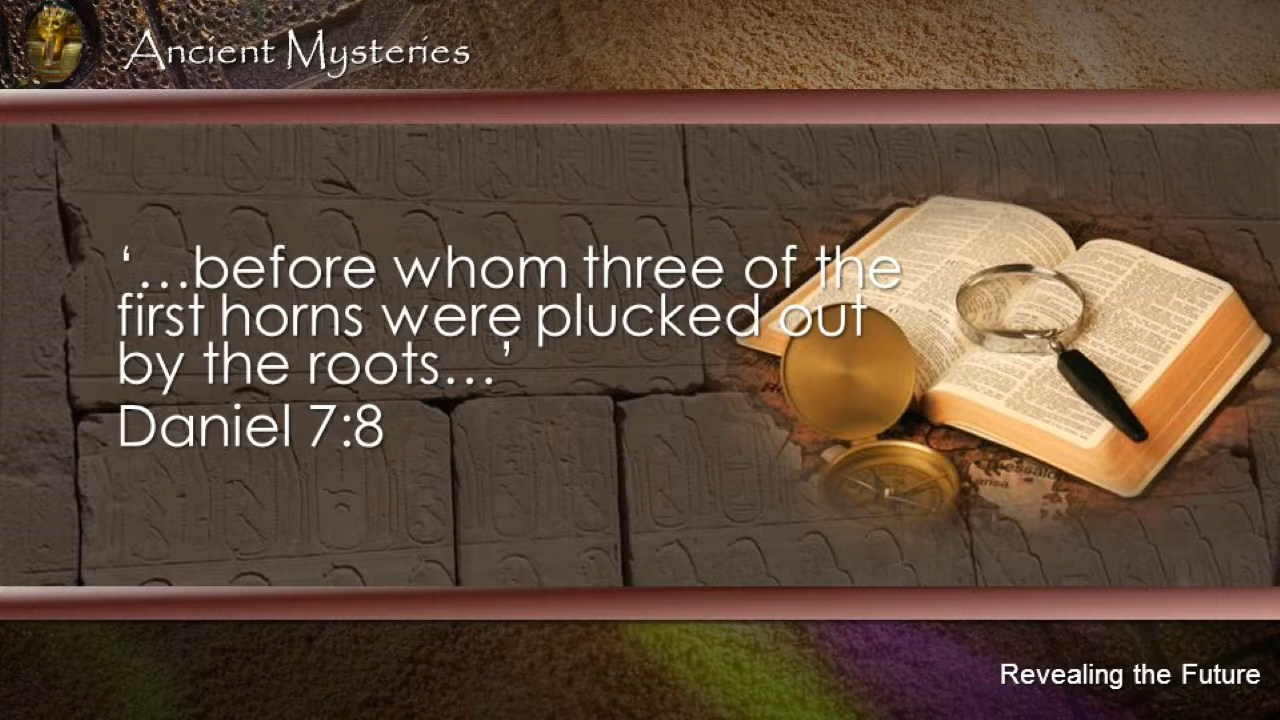 Ancient Mysteries
‘…before whom three of the
first horns were plucked out
by the roots…’
Daniel 7:8
Revealing the Future